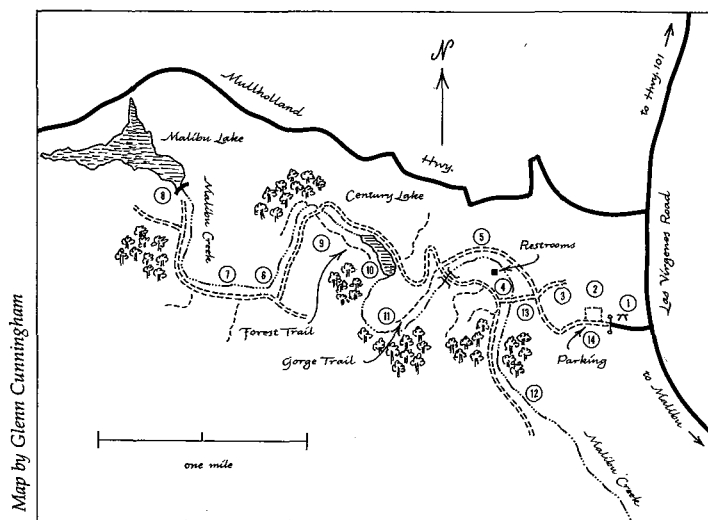 to Hwy. 101
N
Mullholland
Hwy.
Malibu Lake
Malibu Creek
Century Lake
Las Virgenes Road
8
9
5
Restrooms
7
6
10
4
3
2
1
Forest Trail
11
13
14
Gorge Trail
Parking
12
to Malibu
one mile
Malibu Creek
Map by Glenn Cunningham